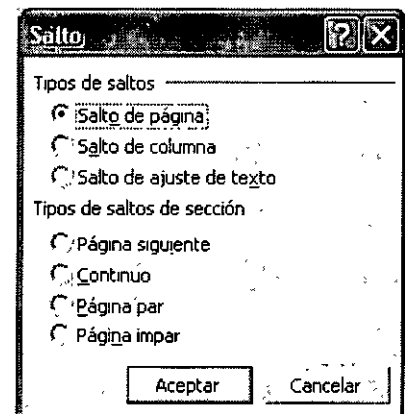 Salto
Tipos de saltos
Salto de página
Salto de columna
Salto de ajuste de texto
Tipos de saltos de sección
Página siguiente
Continuo
Página par
Página impar
Aceptar Cancelar